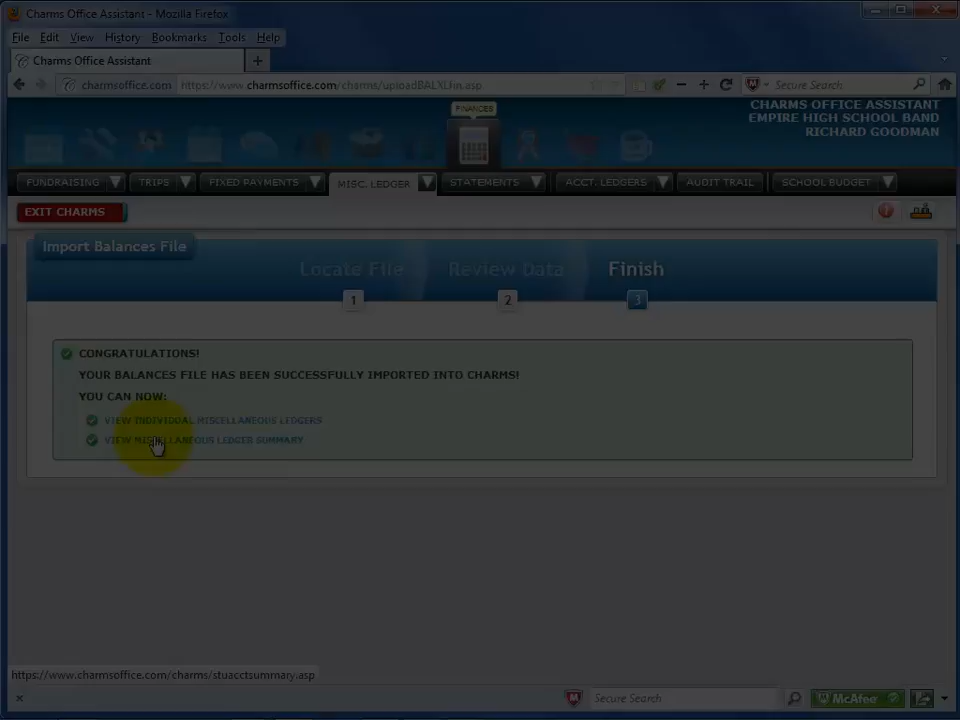 Charms Office Assistant - Mozilla Firefox
File Edit View History Bookmarks Tools Help
Charms Office Assistant
charmsoffice.com https://www.charmsoffice.com/charms/uploadBALXLfin.asp Secure Search
FINANCES
CHARMS OFFICE ASSISTANT
EMPIRE HIGH SCHOOL BAND
RICHARD GOODMAN
FUNDRAISING TRIPS FIXED PAYMENTS MISC. LEDGER STATEMENTS ACCT. LEDGERS AUDIT TRAIL SCHOOL BUDGET
EXIT CHARMS
Import Balances File
Locate File Review Data Finish
1 2 3
CONGRATULATIONS!
YOUR BALANCES FILE HAS BEEN SUCCESSFULLY IMPORTED INTO CHARMS!
YOU CAN NOW:
VIEW INDIVIDUAL MISCELLANEOUS LEDGERS
VIEW MISCELLANEOUS LEDGER SUMMARY
https://www.charmsoffice.com/charms/stuacctsummary.asp
Secure Search McAfee